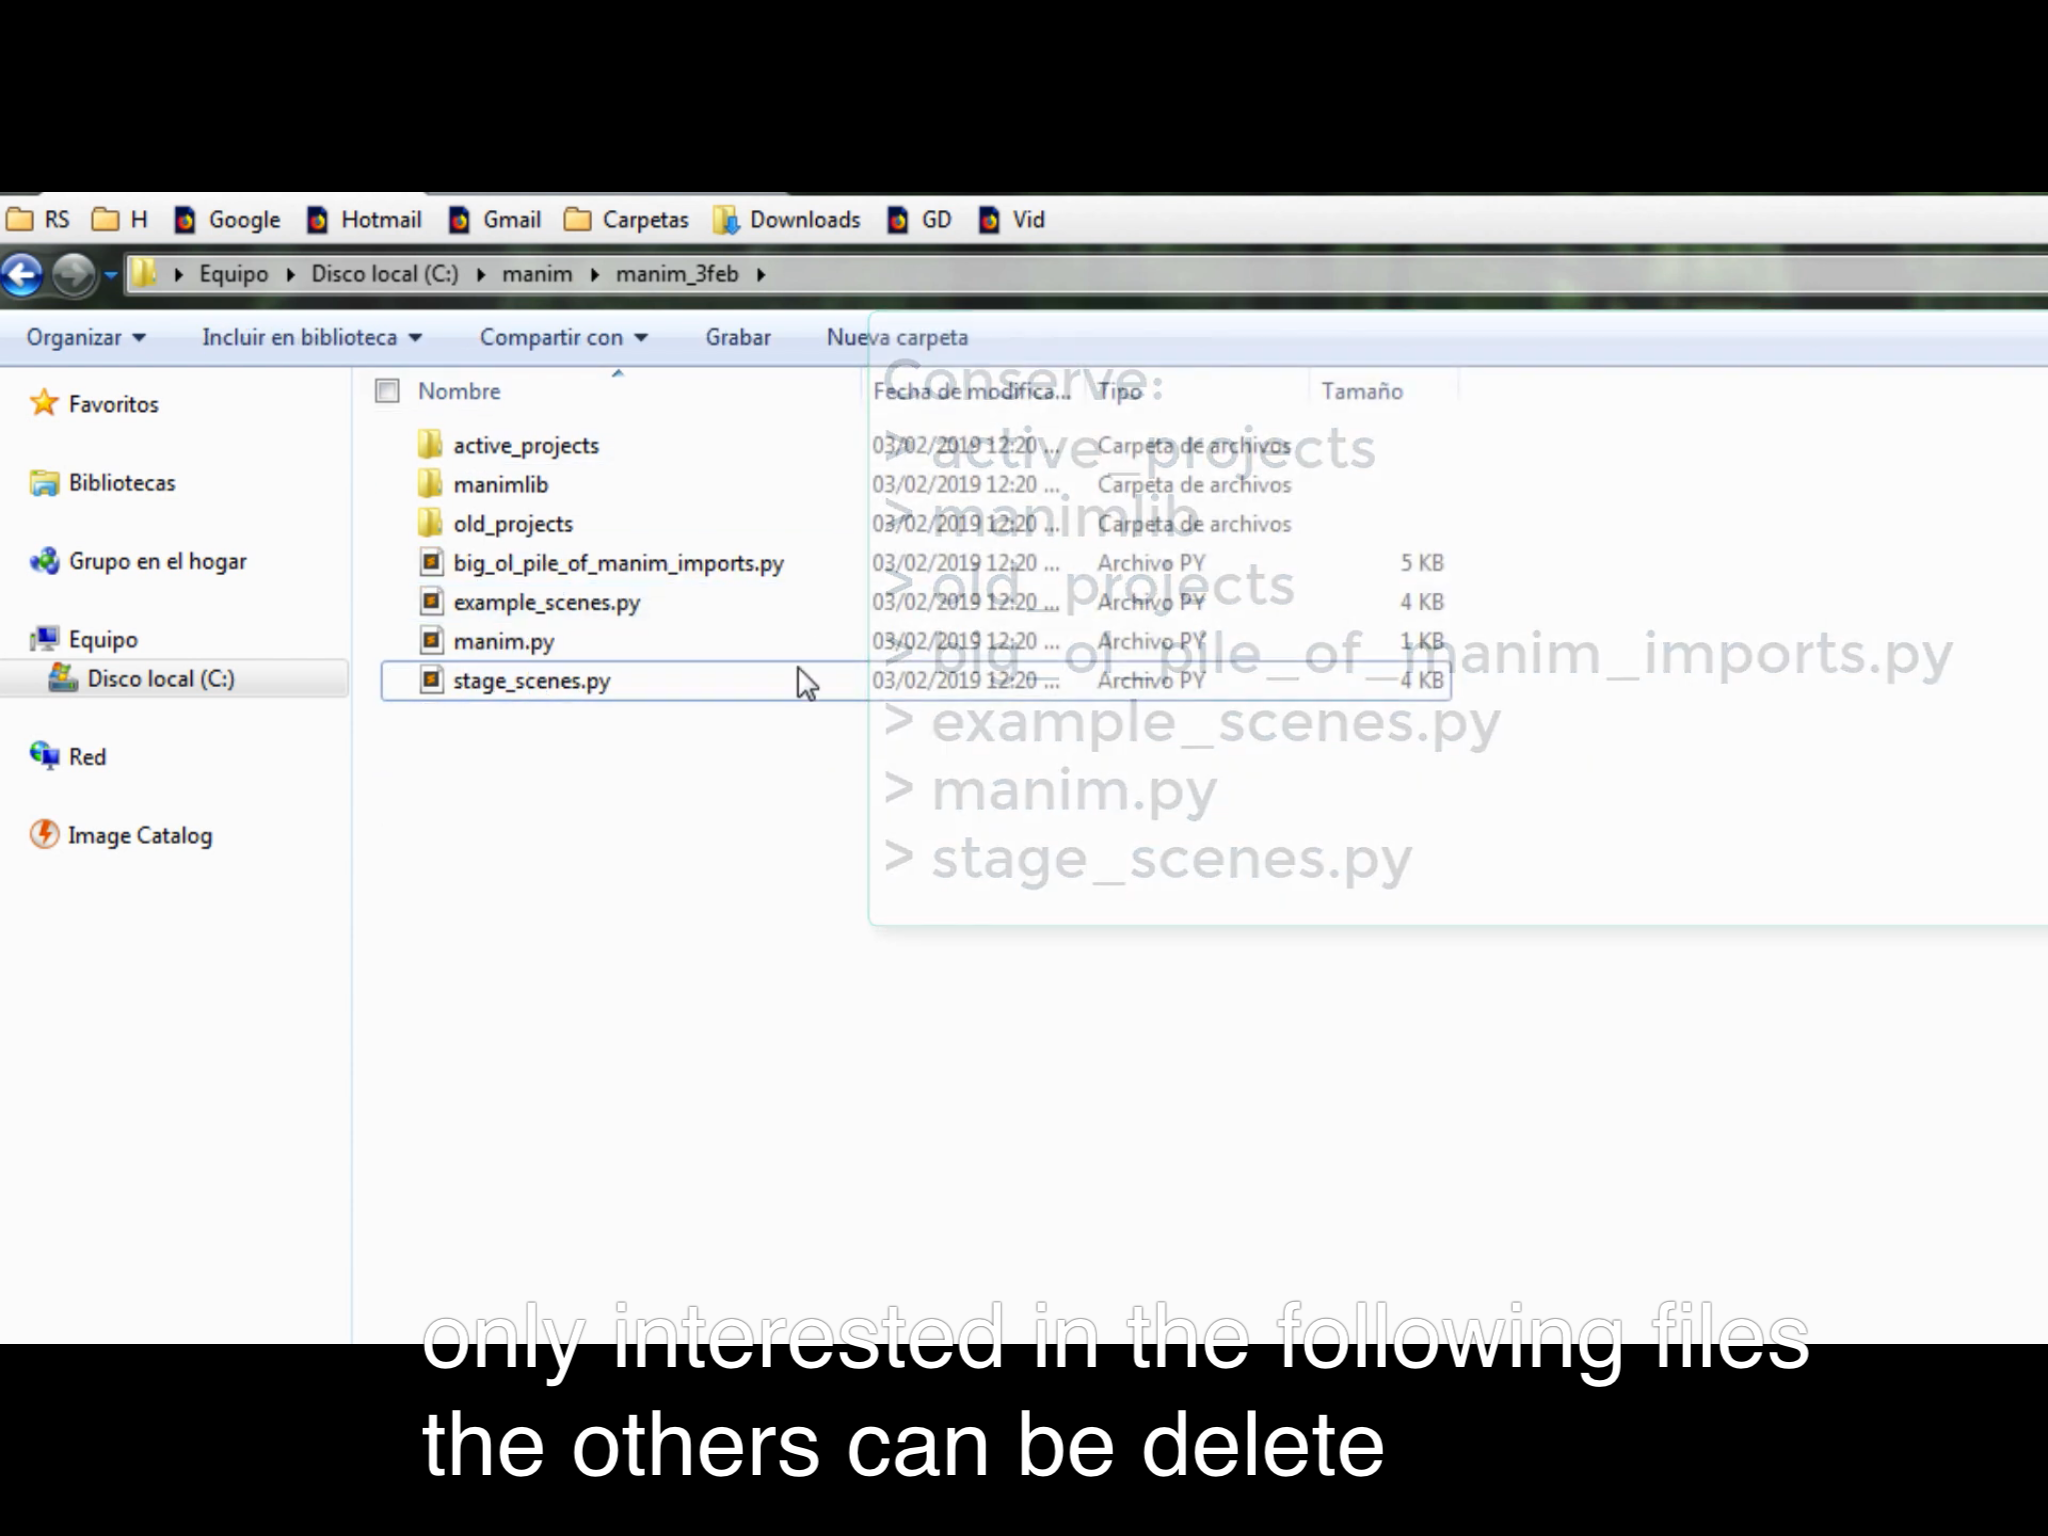 RS H Google Hotmail Gmail Carpetas Downloads GD Vid
Equipo Disco local (C:) manim manim_3feb
Organizar Incluir en biblioteca Compartir con Grabar Nueva carpeta
Favoritos
Bibliotecas
Grupo en el hogar
Equipo
Disco local (C:)
Red
Image Catalog
Nombre Fecha de modifica... Tipo Tamaño
active_projects 03/02/2019 12:20 ... Carpeta de archivos
manimlib 03/02/2019 12:20 ... Carpeta de archivos
old_projects 03/02/2019 12:20 ... Carpeta de archivos
big_ol_pile_of_manim_imports.py 03/02/2019 12:20 ... Archivo PY 5 KB
example_scenes.py 03/02/2019 12:20 ... Archivo PY 4 KB
manim.py 03/02/2019 12:20 ... Archivo PY 1 KB
stage_scenes.py 03/02/2019 12:20 ... Archivo PY 4 KB
Conserve:
> active_projects
> manimlib
> old_projects
> big_ol_pile_of_manim_imports.py
> example_scenes.py
> manim.py
> stage_scenes.py
only interested in the following files
the others can be delete